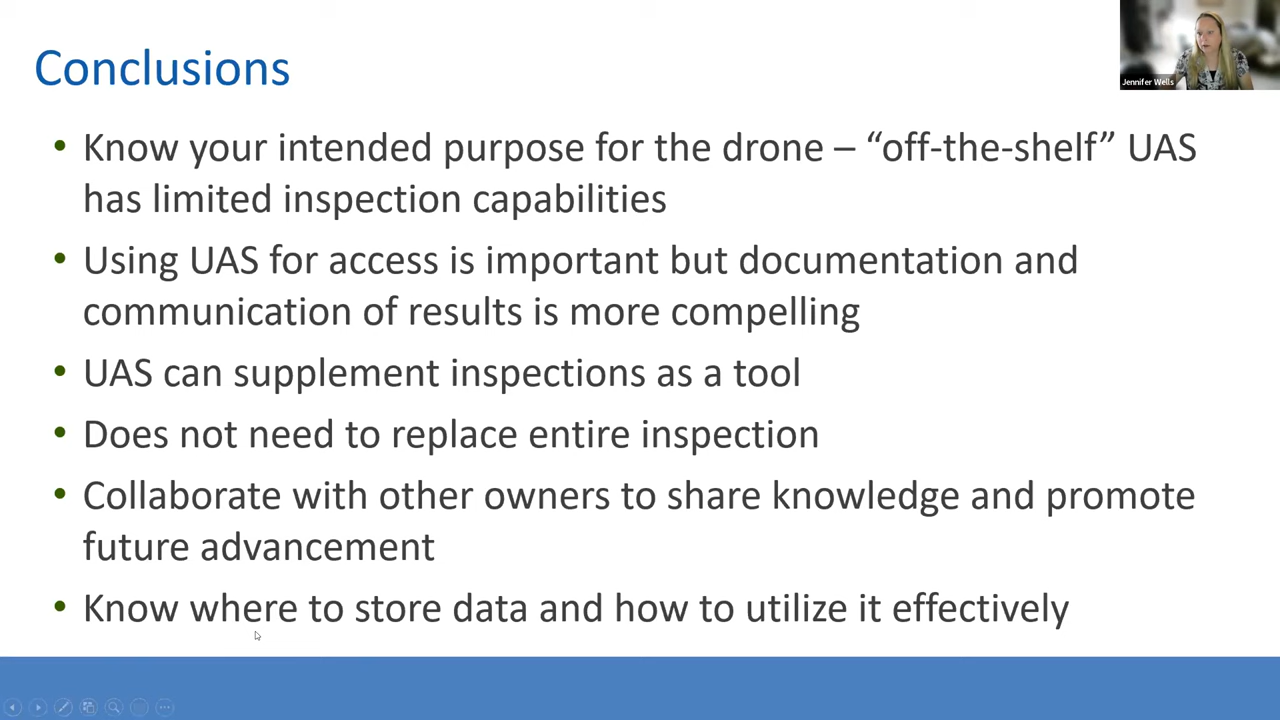 Conclusions
Jennifer Wells
• Know your intended purpose for the drone – “off-the-shelf” UAS
has limited inspection capabilities
• Using UAS for access is important but documentation and
communication of results is more compelling
• UAS can supplement inspections as a tool
• Does not need to replace entire inspection
• Collaborate with other owners to share knowledge and promote
future advancement
• Know where to store data and how to utilize it effectively